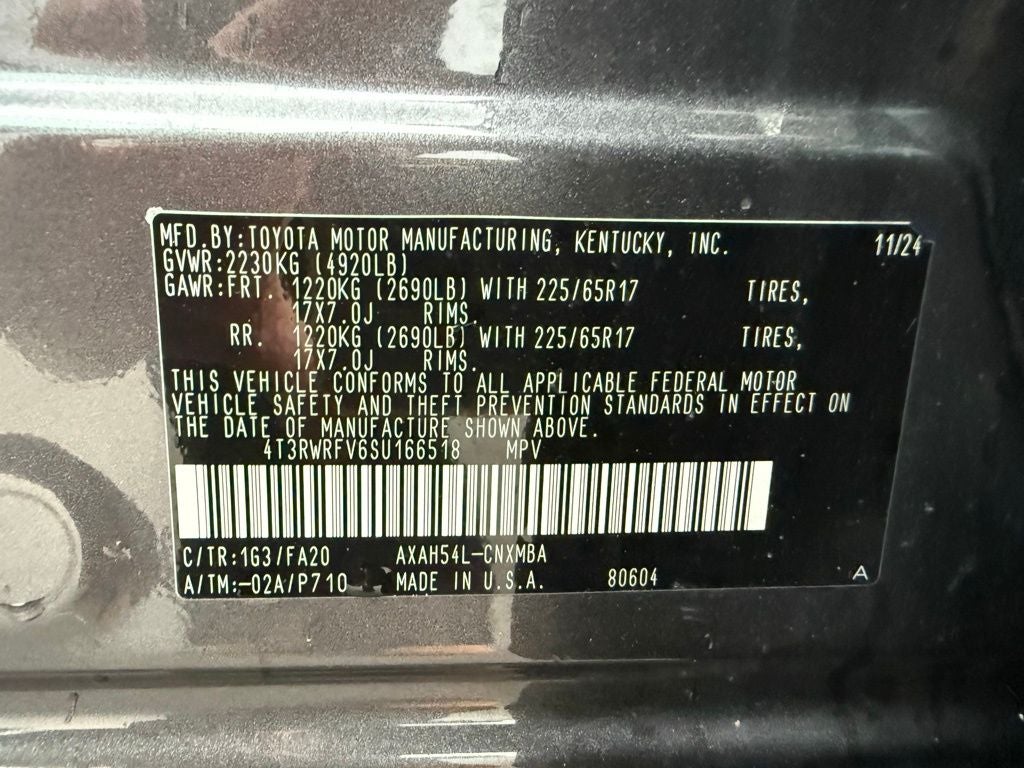 MFD.BY:TOYOTA MOTOR MANUFACTURING, KENTUCKY, INC. 11/24
GVWR:2230KG (4920LB)
GAWR:FRT. 1220KG (2690LB) WITH 225/65R17 TIRES,
17X7.0J RIMS.
RR. 1220KG (2690LB) WITH 225/65R17 TIRES,
17X7.0J RIMS.
THIS VEHICLE CONFORMS TO ALL APPLICABLE FEDERAL MOTOR
VEHICLE SAFETY AND THEFT PREVENTION STANDARDS IN EFFECT ON
THE DATE OF MANUFACTURE SHOWN ABOVE.
4T3RWRFV6SU166518 MPV
C/TR:1G3/FA20 AXAH54L-CNXMBA
A/TM:-02A/P710 MADE IN U.S.A. 80604 A